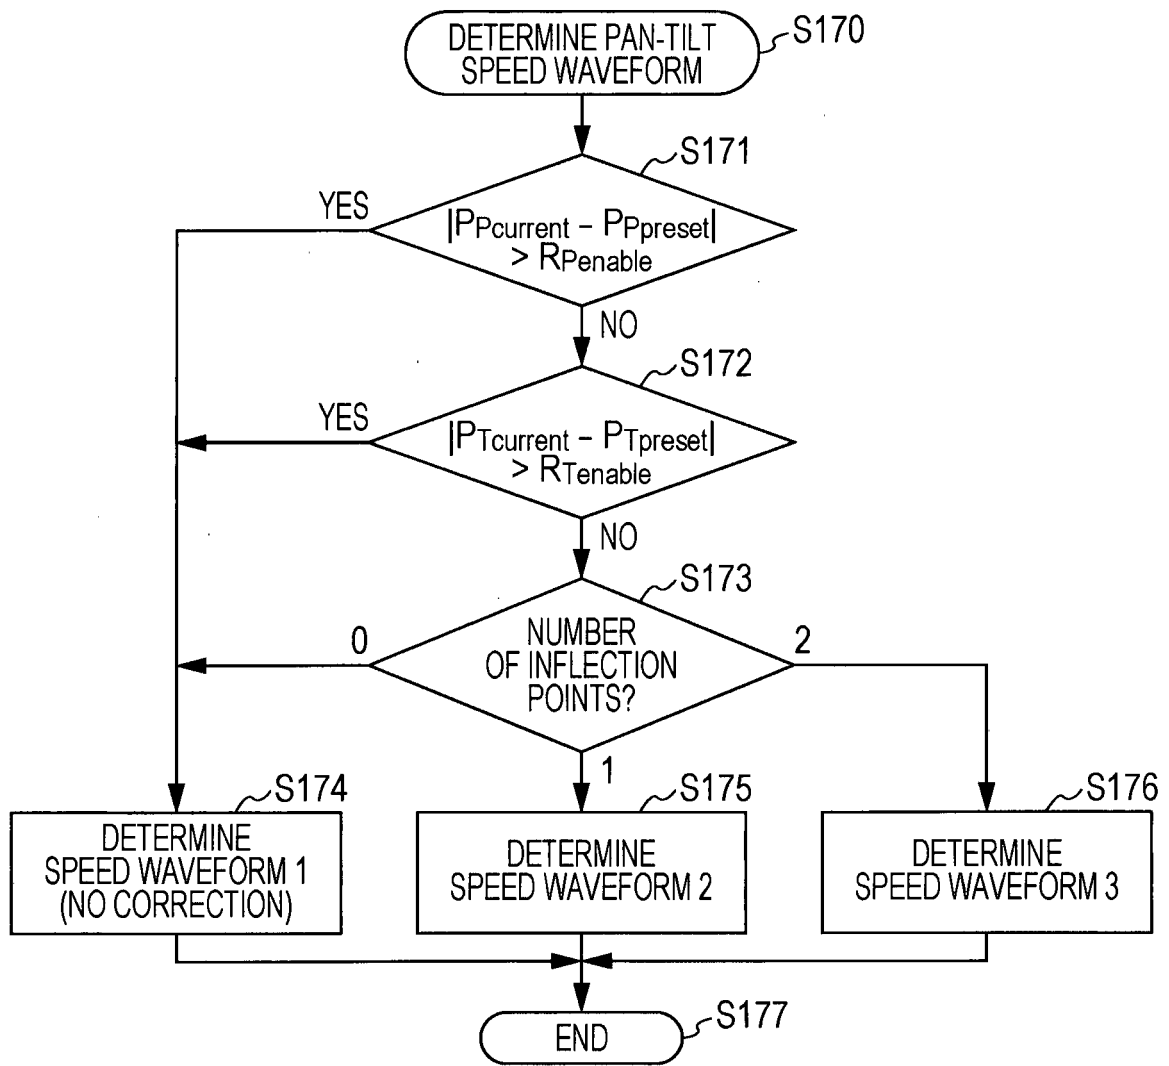 DETERMINE PAN-TILT
SPEED WAVEFORM
S170
S171
YES
|PPcurrent – PPpreset|
> RPenable
NO
S172
YES
|PTcurrent – PTpreset|
> RTenable
NO
S173
0
NUMBER
OF INFLECTION
POINTS?
2
1
S174
DETERMINE
SPEED WAVEFORM 1
(NO CORRECTION)
S175
DETERMINE
SPEED WAVEFORM 2
S176
DETERMINE
SPEED WAVEFORM 3
END
S177